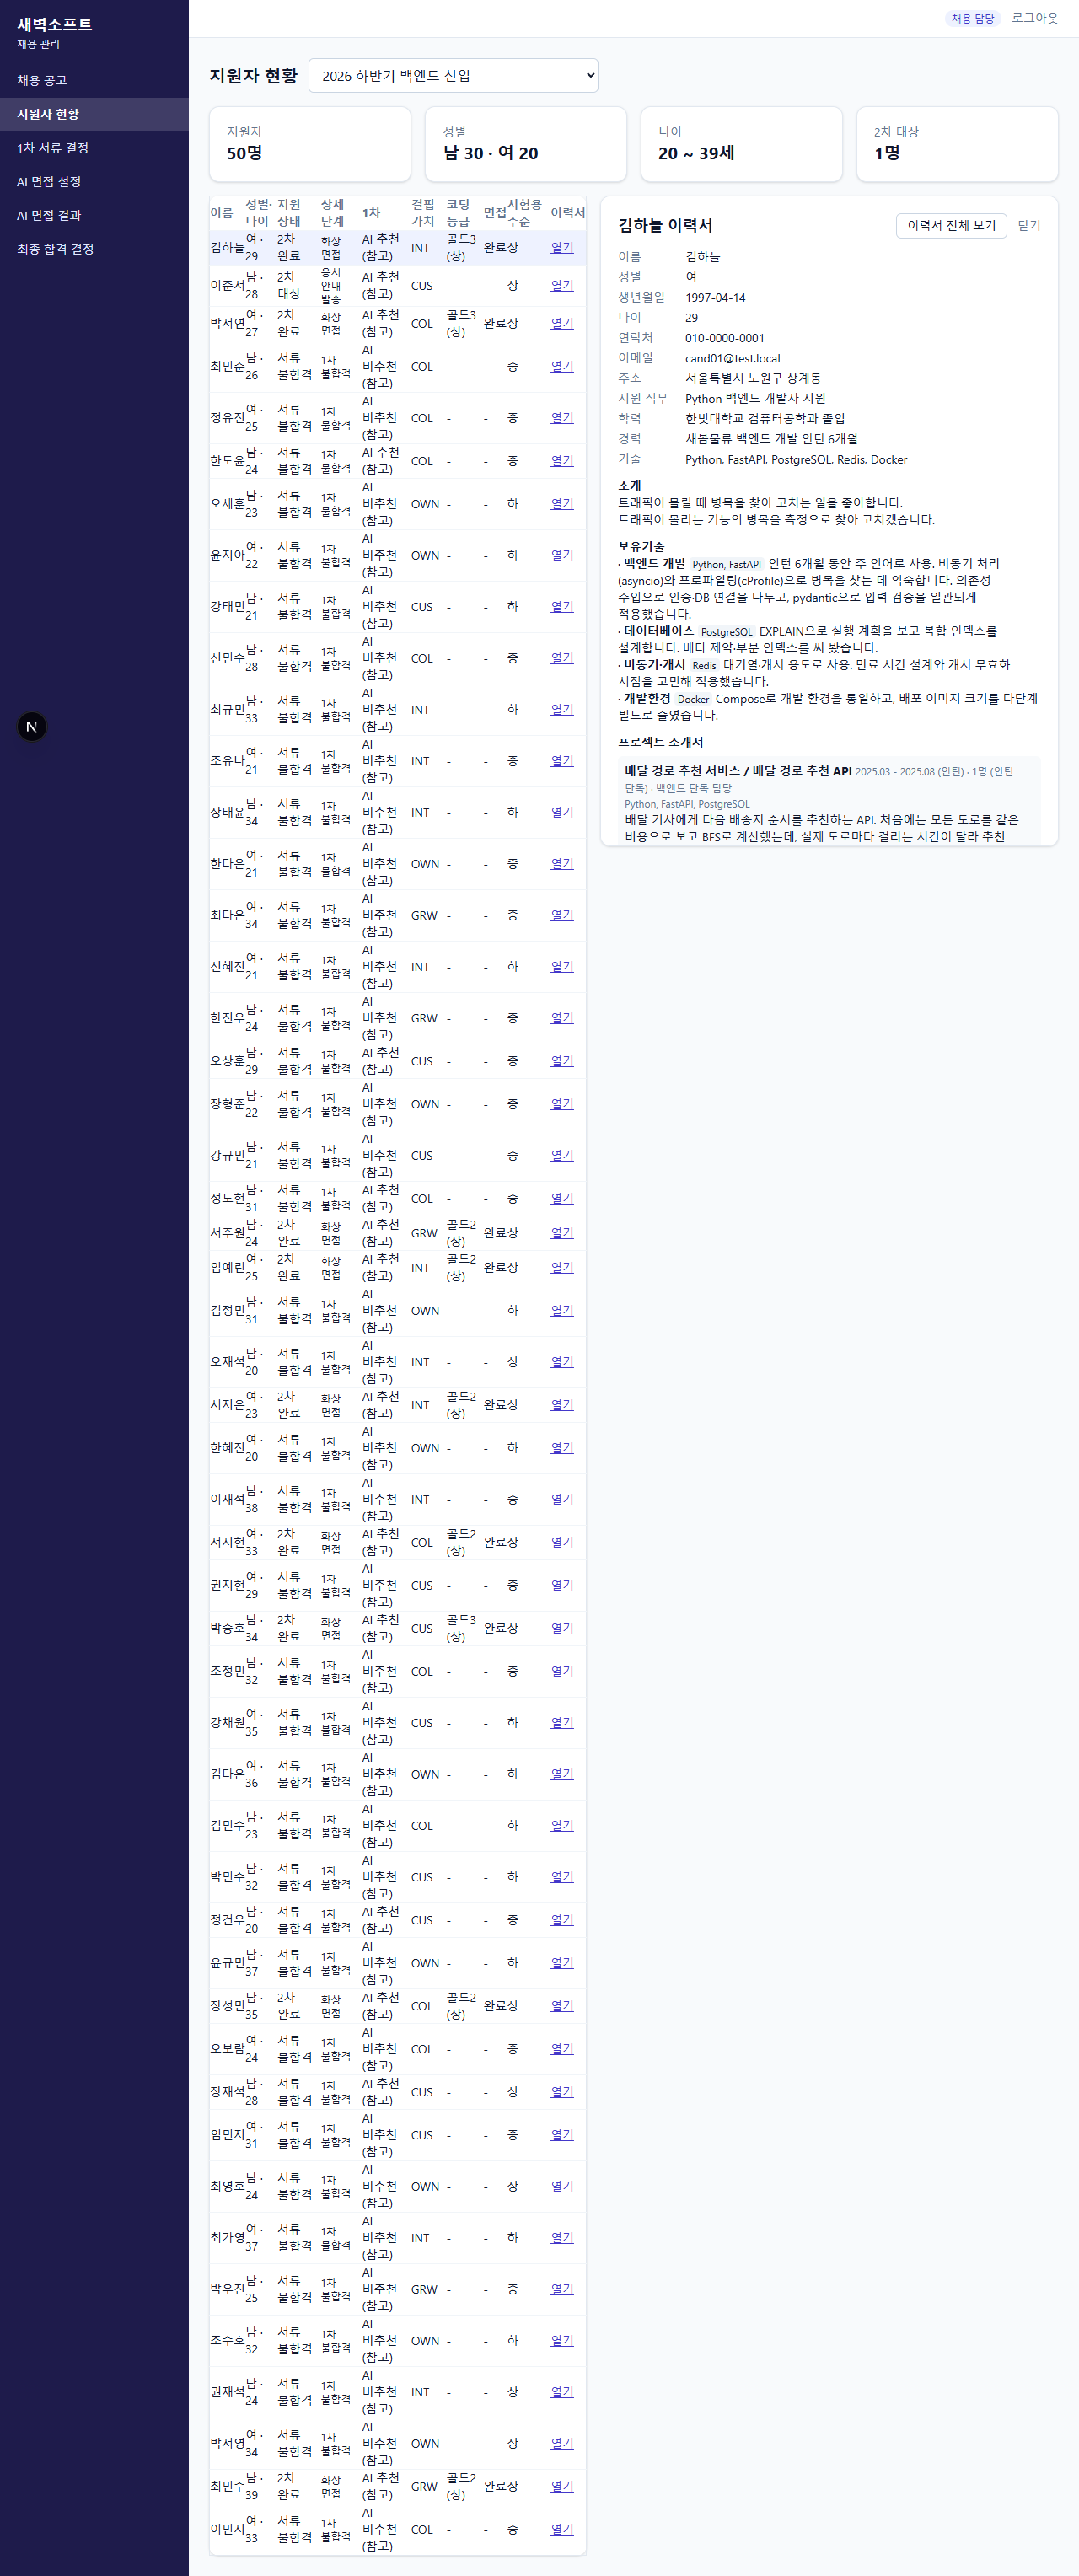 새벽소프트
채용 관리
채용 공고
지원자 현황
1차 서류 결정
AI 면접 설정
AI 면접 결과
최종 합격 결정
채용 담당 로그아웃
지원자 현황 2026 하반기 백엔드 신입
지원자
50명
성별
남 30 · 여 20
나이
20 ~ 39세
2차 대상
1명
이름 성별·나이 지원 상태 상세 단계 1차 결핍 가치 코딩 등급 면접 시험용 수준 이력서
김하늘 여 · 29 2차 완료 화상 면접 AI 추천 (참고) INT 골드3 (상) 완료 상 열기
이준서 남 · 28 2차 대상 응시 안내 발송 AI 추천 (참고) CUS - - 상 열기
박서연 여 · 27 2차 완료 화상 면접 AI 추천 (참고) COL 골드3 (상) 완료 상 열기
최민준 남 · 26 서류 불합격 1차 불합격 AI 비추천 (참고) COL - - 중 열기
정유진 여 · 25 서류 불합격 1차 불합격 AI 비추천 (참고) COL - - 중 열기
한도윤 남 · 24 서류 불합격 1차 불합격 AI 추천 (참고) COL - - 중 열기
오세훈 남 · 23 서류 불합격 1차 불합격 AI 비추천 (참고) OWN - - 하 열기
윤지아 여 · 22 서류 불합격 1차 불합격 AI 비추천 (참고) OWN - - 하 열기
강태민 남 · 21 서류 불합격 1차 불합격 AI 비추천 (참고) CUS - - 하 열기
신민수 남 · 28 서류 불합격 1차 불합격 AI 비추천 (참고) COL - - 중 열기
최규민 남 · 33 서류 불합격 1차 불합격 AI 비추천 (참고) INT - - 하 열기
조유나 여 · 21 서류 불합격 1차 불합격 AI 비추천 (참고) INT - - 중 열기
장태윤 남 · 34 서류 불합격 1차 불합격 AI 비추천 (참고) INT - - 하 열기
한다은 여 · 21 서류 불합격 1차 불합격 AI 비추천 (참고) OWN - - 중 열기
최다은 여 · 34 서류 불합격 1차 불합격 AI 비추천 (참고) GRW - - 중 열기
신혜진 여 · 21 서류 불합격 1차 불합격 AI 비추천 (참고) INT - - 하 열기
한진우 남 · 24 서류 불합격 1차 불합격 AI 비추천 (참고) GRW - - 중 열기
오상훈 남 · 29 서류 불합격 1차 불합격 AI 추천 (참고) CUS - - 중 열기
장형준 남 · 22 서류 불합격 1차 불합격 AI 비추천 (참고) OWN - - 중 열기
강규민 남 · 21 서류 불합격 1차 불합격 AI 비추천 (참고) CUS - - 중 열기
정도현 남 · 31 서류 불합격 1차 불합격 AI 추천 (참고) COL - - 중 열기
서주원 남 · 24 2차 완료 화상 면접 AI 추천 (참고) GRW 골드2 (상) 완료 상 열기
임예린 여 · 25 2차 완료 화상 면접 AI 추천 (참고) INT 골드2 (상) 완료 상 열기
김정민 남 · 31 서류 불합격 1차 불합격 AI 비추천 (참고) OWN - - 하 열기
오재석 남 · 20 서류 불합격 1차 불합격 AI 비추천 (참고) INT - - 상 열기
서지은 여 · 23 2차 완료 화상 면접 AI 추천 (참고) INT 골드2 (상) 완료 상 열기
한혜진 여 · 20 서류 불합격 1차 불합격 AI 비추천 (참고) OWN - - 하 열기
이재석 남 · 38 서류 불합격 1차 불합격 AI 비추천 (참고) INT - - 중 열기
서지현 여 · 33 2차 완료 화상 면접 AI 추천 (참고) COL 골드2 (상) 완료 상 열기
권지현 여 · 29 서류 불합격 1차 불합격 AI 비추천 (참고) CUS - - 중 열기
박승호 남 · 34 2차 완료 화상 면접 AI 추천 (참고) CUS 골드3 (상) 완료 상 열기
조정민 남 · 32 서류 불합격 1차 불합격 AI 비추천 (참고) COL - - 중 열기
강채원 여 · 35 서류 불합격 1차 불합격 AI 비추천 (참고) CUS - - 하 열기
김다은 여 · 36 서류 불합격 1차 불합격 AI 비추천 (참고) OWN - - 하 열기
김민수 남 · 23 서류 불합격 1차 불합격 AI 비추천 (참고) COL - - 하 열기
박민수 남 · 32 서류 불합격 1차 불합격 AI 비추천 (참고) CUS - - 하 열기
정건우 남 · 20 서류 불합격 1차 불합격 AI 추천 (참고) CUS - - 중 열기
윤규민 남 · 37 서류 불합격 1차 불합격 AI 비추천 (참고) OWN - - 하 열기
장성민 남 · 35 2차 완료 화상 면접 AI 추천 (참고) COL 골드2 (상) 완료 상 열기
오보람 여 · 24 서류 불합격 1차 불합격 AI 비추천 (참고) COL - - 중 열기
장재석 남 · 28 서류 불합격 1차 불합격 AI 추천 (참고) CUS - - 상 열기
임민지 여 · 31 서류 불합격 1차 불합격 AI 비추천 (참고) CUS - - 중 열기
최영호 남 · 24 서류 불합격 1차 불합격 AI 비추천 (참고) OWN - - 상 열기
최가영 여 · 37 서류 불합격 1차 불합격 AI 비추천 (참고) INT - - 하 열기
박우진 남 · 25 서류 불합격 1차 불합격 AI 비추천 (참고) GRW - - 중 열기
조수호 남 · 32 서류 불합격 1차 불합격 AI 비추천 (참고) OWN - - 하 열기
권재석 남 · 24 서류 불합격 1차 불합격 AI 비추천 (참고) INT - - 상 열기
박서영 여 · 34 서류 불합격 1차 불합격 AI 비추천 (참고) OWN - - 상 열기
최민수 남 · 39 2차 완료 화상 면접 AI 추천 (참고) GRW 골드2 (상) 완료 상 열기
이민지 여 · 33 서류 불합격 1차 불합격 AI 비추천 (참고) COL - - 중 열기
김하늘 이력서 이력서 전체 보기 닫기
이름 김하늘
성별 여
생년월일 1997-04-14
나이 29
연락처 010-0000-0001
이메일 cand01@test.local
주소 서울특별시 노원구 상계동
지원 직무 Python 백엔드 개발자 지원
학력 한빛대학교 컴퓨터공학과 졸업
경력 새봄물류 백엔드 개발 인턴 6개월
기술 Python, FastAPI, PostgreSQL, Redis, Docker
소개
트래픽이 몰릴 때 병목을 찾아 고치는 일을 좋아합니다.
트래픽이 몰리는 기능의 병목을 측정으로 찾아 고치겠습니다.
보유기술
· 백엔드 개발 Python, FastAPI 인턴 6개월 동안 주 언어로 사용. 비동기 처리
(asyncio)와 프로파일링(cProfile)으로 병목을 찾는 데 익숙합니다. 의존성
주입으로 인증·DB 연결을 나누고, pydantic으로 입력 검증을 일관되게
적용했습니다.
· 데이터베이스 PostgreSQL EXPLAIN으로 실행 계획을 보고 복합 인덱스를
설계합니다. 배타 제약·부분 인덱스를 써 봤습니다.
· 비동기·캐시 Redis 대기열·캐시 용도로 사용. 만료 시간 설계와 캐시 무효화
시점을 고민해 적용했습니다.
· 개발환경 Docker Compose로 개발 환경을 통일하고, 배포 이미지 크기를 다단계
빌드로 줄였습니다.
프로젝트 소개서
배달 경로 추천 서비스 / 배달 경로 추천 API 2025.03 - 2025.08 (인턴) · 1명 (인턴
단독) · 백엔드 단독 담당
Python, FastAPI, PostgreSQL
배달 기사에게 다음 배송지 순서를 추천하는 API. 처음에는 모든 도로를 같은
비용으로 보고 BFS로 계산했는데, 실제 도로마다 걸리는 시간이 달라 추천